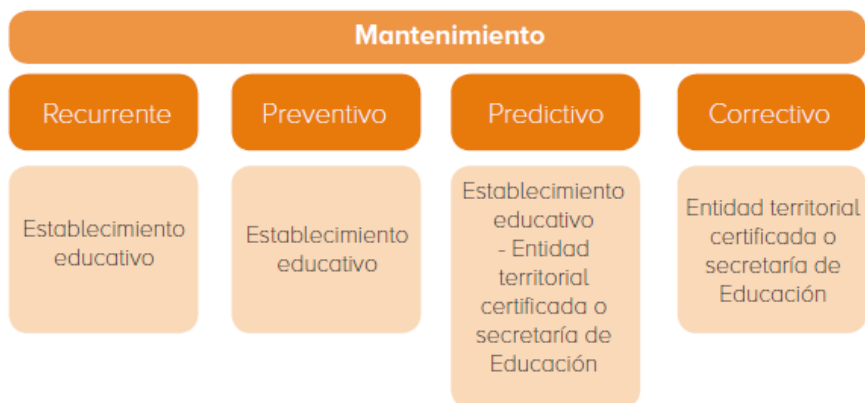 Mantenimiento
Recurrente
Preventivo
Predictivo
Correctivo
Establecimiento
educativo
Establecimiento
educativo
Establecimiento
educativo
- Entidad
territorial
certificada o
secretaría de
Educación
Entidad territorial
certificada o
secretaría de
Educación